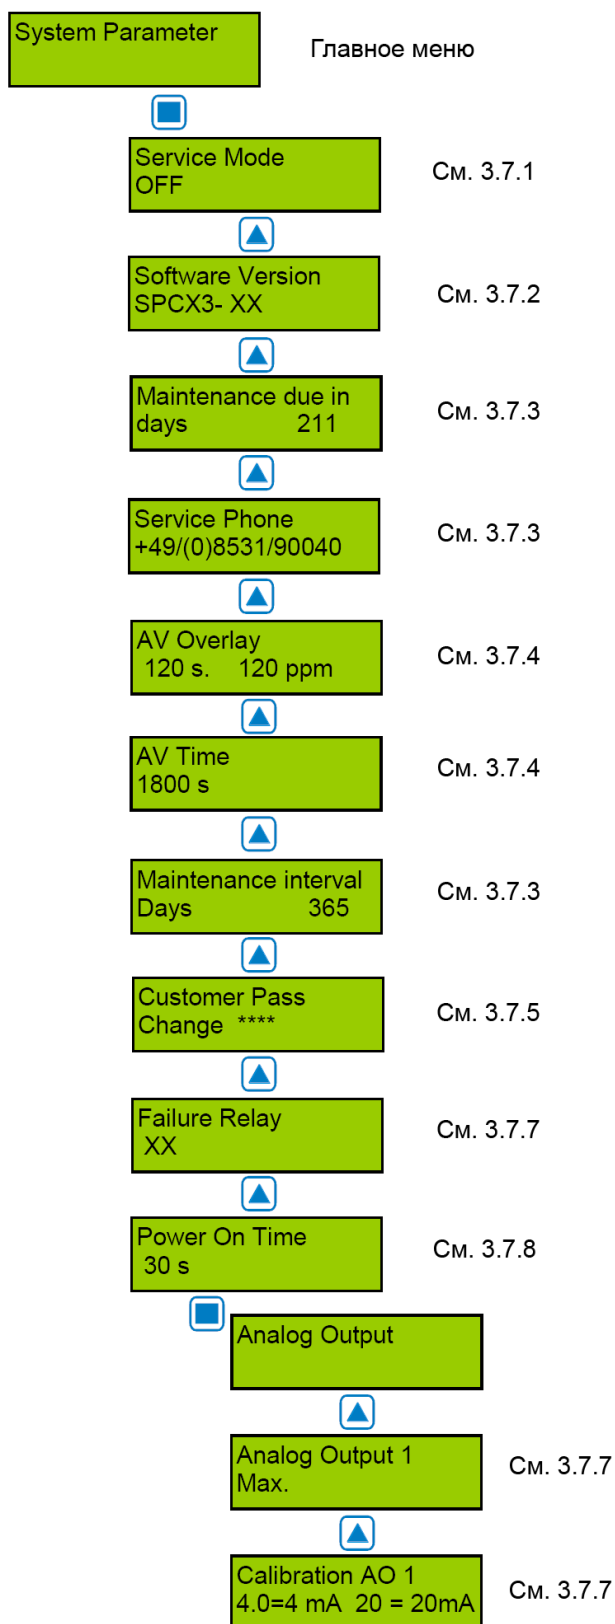 System Parameter
Главное меню
Service Mode
OFF
См. 3.7.1
Software Version
SPCX3- XX
См. 3.7.2
Maintenance due in
days 211
См. 3.7.3
Service Phone
+49/(0)8531/90040
См. 3.7.3
AV Overlay
120 s. 120 ppm
См. 3.7.4
AV Time
1800 s
См. 3.7.4
Maintenance interval
Days 365
См. 3.7.3
Customer Pass
Change ****
См. 3.7.5
Failure Relay
XX
См. 3.7.7
Power On Time
30 s
См. 3.7.8
Analog Output
Analog Output 1
Max.
См. 3.7.7
Calibration AO 1
4.0=4 mA 20 = 20mA
См. 3.7.7